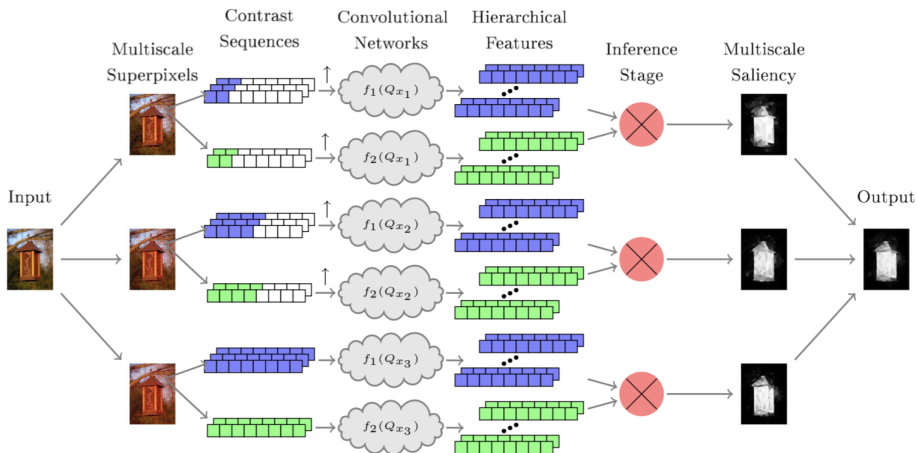 Contrast
Sequences
Convolutional
Networks
Hierarchical
Features
Multiscale
Superpixels
Inference
Stage
Multiscale
Saliency
Input
Output
f₁(Qₓ₁)
f₂(Qₓ₁)
f₁(Qₓ₂)
f₂(Qₓ₂)
f₁(Qₓ₃)
f₂(Qₓ₃)